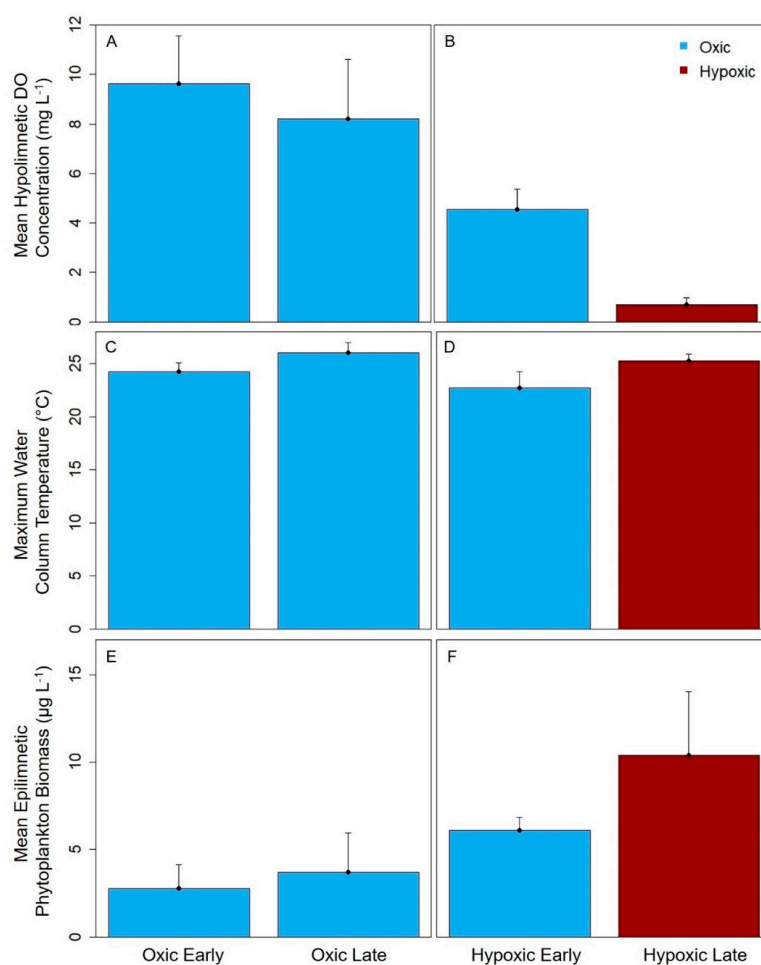 A
B
Oxic
Hypoxic
Mean Hypolimnetic DO
Concentration (mg L-1)
0
2
4
6
8
10
12
C
D
Maximum Water
Column Temperature (°C)
0
5
10
15
20
25
E
F
Mean Epilimnetic
Phytoplankton Biomass (µg L-1)
0
5
10
15
Oxic Early
Oxic Late
Hypoxic Early
Hypoxic Late